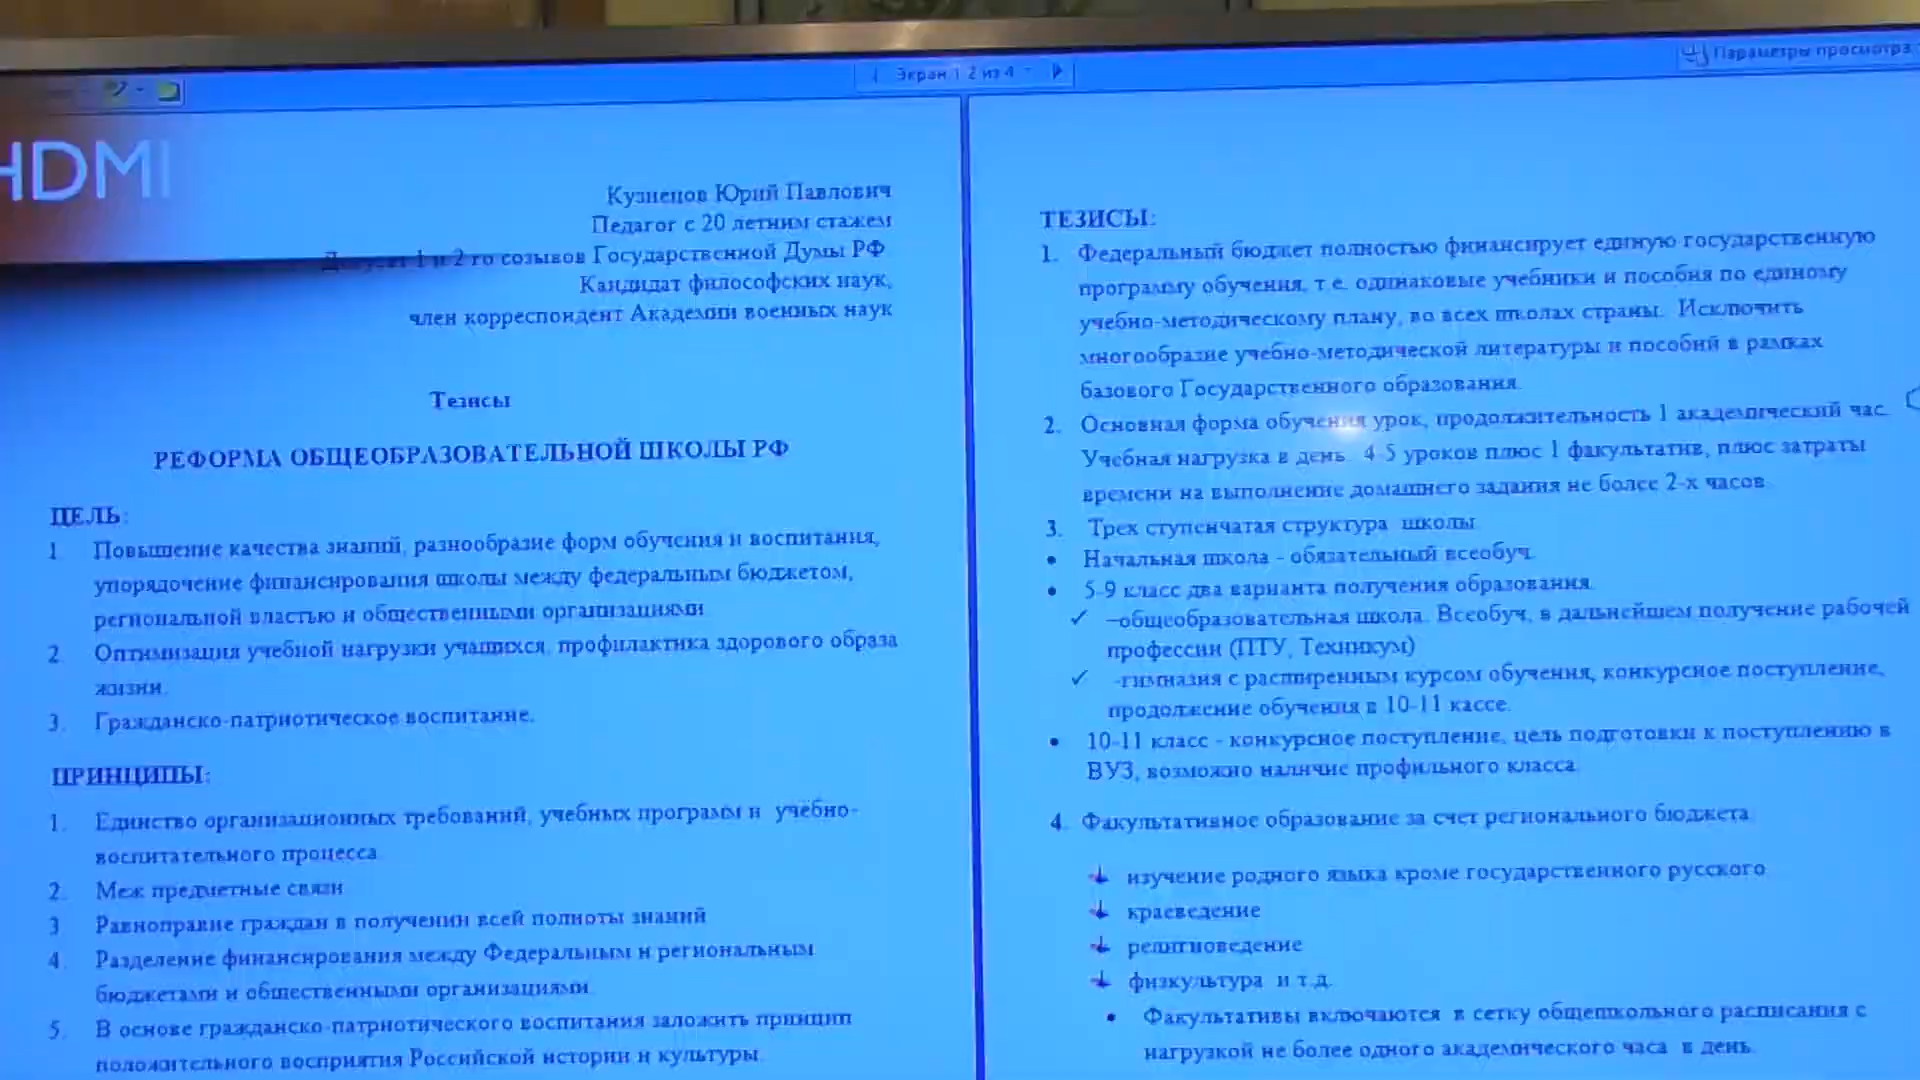 Экран 1 2 из 4
Параметры просмотра
HDMI
Кузнецов Юрий Павлович
Педагог с 20 летним стажем
Депутат 1 и 2 го созывов Государственной Думы РФ
Кандидат философских наук,
член корреспондент Академии военных наук
Тезисы
РЕФОРМА ОБЩЕОБРАЗОВАТЕЛЬНОЙ ШКОЛЫ РФ
ЦЕЛЬ:
1 Повышение качества знаний, разнообразие форм обучения и воспитания,
упорядочение финансирования школы между федеральным бюджетом,
региональной властью и общественными организациями
2. Оптимизация учебной нагрузки учащихся, профилактика здорового образа
жизни.
3. Гражданско-патриотическое воспитание.
ПРИНЦИПЫ:
1. Единство организационных требований, учебных программ и учебно-
воспитательного процесса
2. Меж предметные связи
3 Равноправие граждан в получении всей полноты знаний
4. Разделение финансирования между Федеральным и региональным
бюджетами и общественными организациями.
5. В основе гражданско-патриотического воспитания заложить принцип
положительного восприятия Российской истории и культуры.
ТЕЗИСЫ:
1. Федеральный бюджет полностью финансирует единую государственную
программу обучения, т.е. одинаковые учебники и пособия по единому
учебно-методическому плану, во всех школах страны. Исключить
многообразие учебно-методической литературы и пособий в рамках
базового Государственного образования.
2. Основная форма обучения урок, продолжительность 1 академический час.
Учебная нагрузка в день. 4-5 уроков плюс 1 факультатив, плюс затраты
времени на выполнение домашнего задания не более 2-х часов.
3. Трех ступенчатая структура школы.
• Начальная школа - обязательный всеобуч.
• 5-9 класс два варианта получения образования.
✓ –общеобразовательная школа. Всеобуч, в дальнейшем получение рабочей
профессии (ПТУ, Техникум)
✓ -гимназия с расширенным курсом обучения, конкурсное поступление,
продолжение обучения в 10-11 кассе.
• 10-11 класс - конкурсное поступление, цель подготовки к поступлению в
ВУЗ, возможно наличие профильного класса.
4. Факультативное образование за счет регионального бюджета.
изучение родного языка кроме государственного русского
краеведение
религиоведение
физкультура и т.д.
• Факультативы включаются в сетку общешкольного расписания с
нагрузкой не более одного академического часа в день.